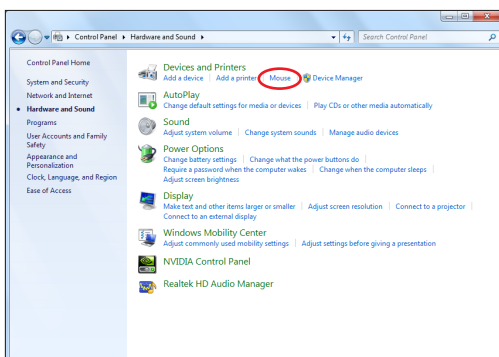 Control Panel ▸ Hardware and Sound ▸
Search Control Panel
Control Panel Home
System and Security
Network and Internet
Hardware and Sound
Programs
User Accounts and Family
Safety
Appearance and
Personalization
Clock, Language, and Region
Ease of Access
Devices and Printers
Add a device | Add a printer | Mouse | Device Manager
AutoPlay
Change default settings for media or devices | Play CDs or other media automatically
Sound
Adjust system volume | Change system sounds | Manage audio devices
Power Options
Change battery settings | Change what the power buttons do |
Require a password when the computer wakes | Change when the computer sleeps |
Adjust screen brightness
Display
Make text and other items larger or smaller | Adjust screen resolution | Connect to a projector |
Connect to an external display
Windows Mobility Center
Adjust commonly used mobility settings | Adjust settings before giving a presentation
NVIDIA Control Panel
Realtek HD Audio Manager